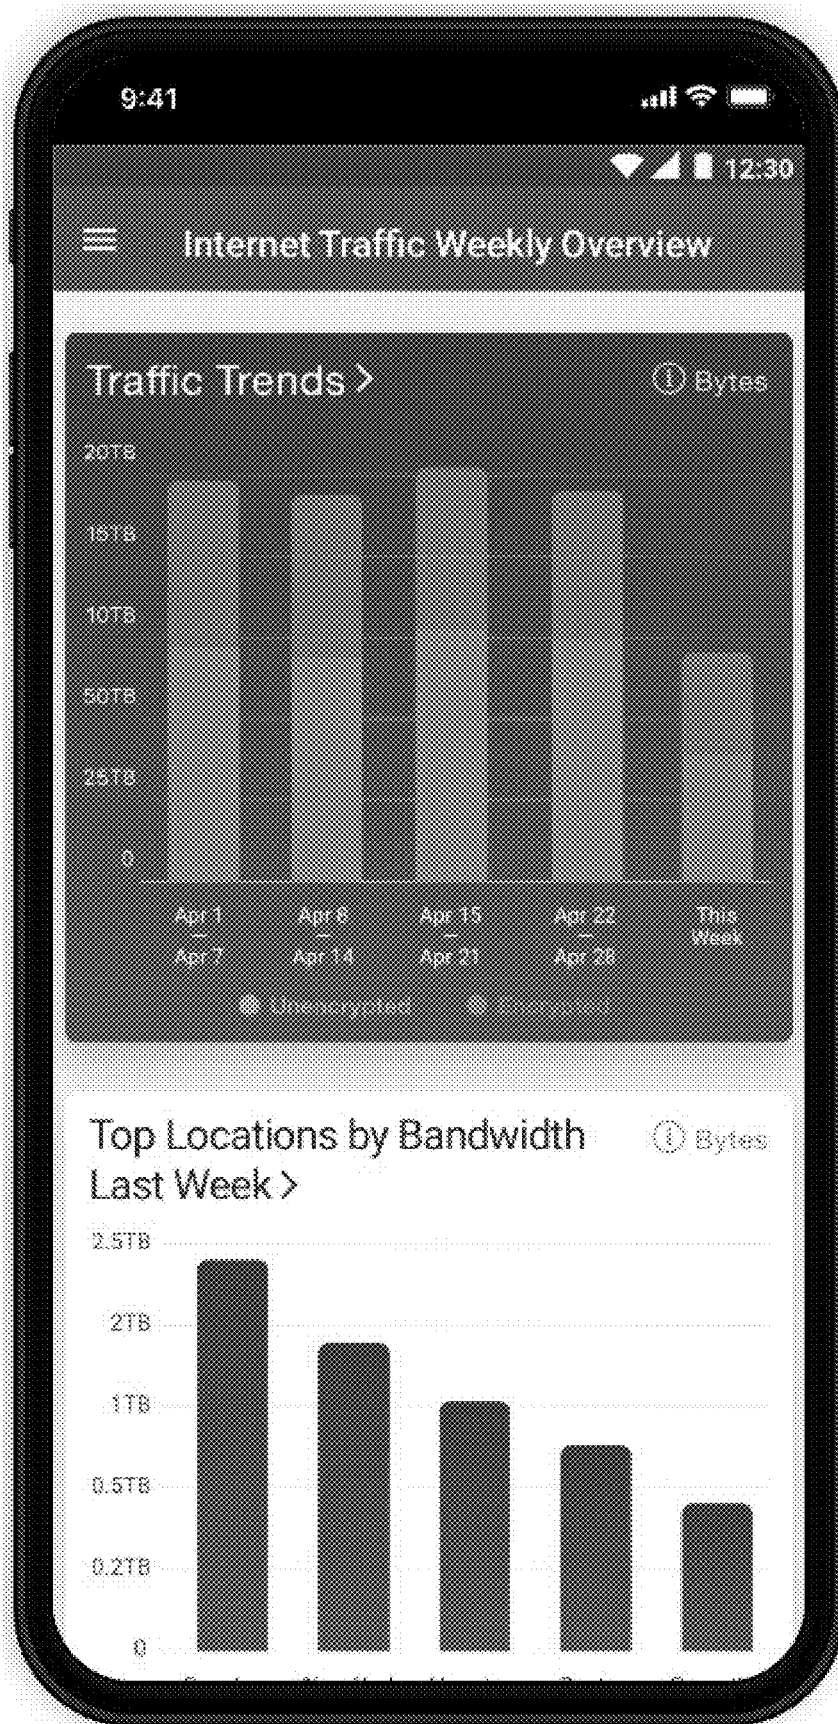 9:41
12:30
Internet Traffic Weekly Overview
Traffic Trends >
Bytes
20TB
15TB
10TB
50TB
25TB
0
Apr 1 — Apr 7
Apr 8 — Apr 14
Apr 15 — Apr 21
Apr 22 — Apr 28
This Week
Unencrypted
Encrypted
Top Locations by Bandwidth
Last Week >
Bytes
2.5TB
2TB
1TB
0.5TB
0.2TB
0